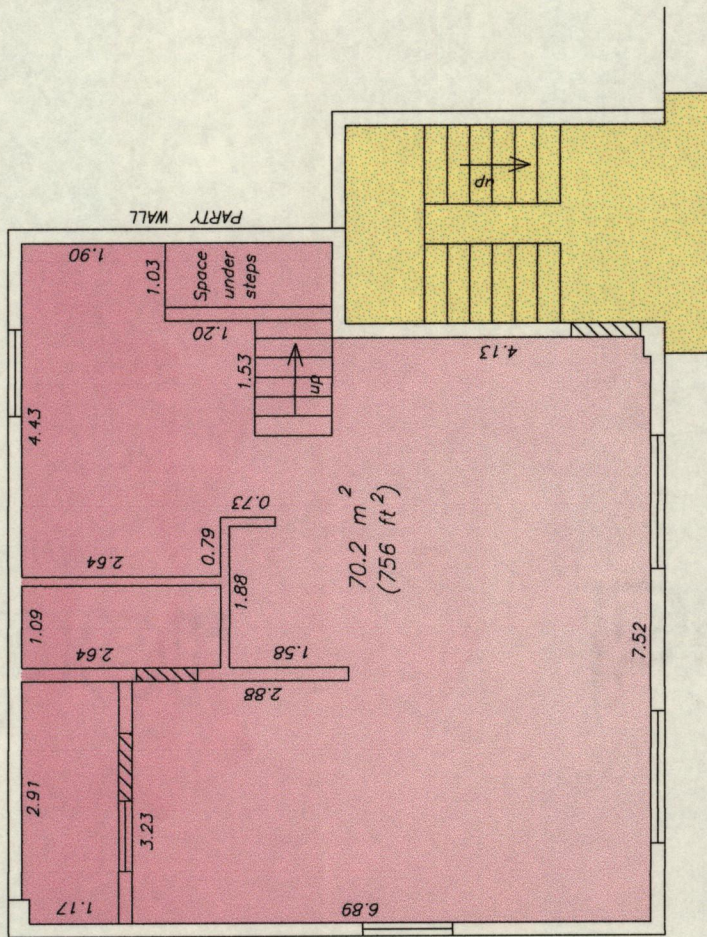 PARTY WALL
1.90
1.03
Space
under
steps
1.20
1.53
up
dn
4.43
4.13
0.73
0.79
2.64
1.88
70.2 m²
(756 ft²)
1.09
2.64
1.58
2.88
7.52
2.91
3.23
1.17
6.89